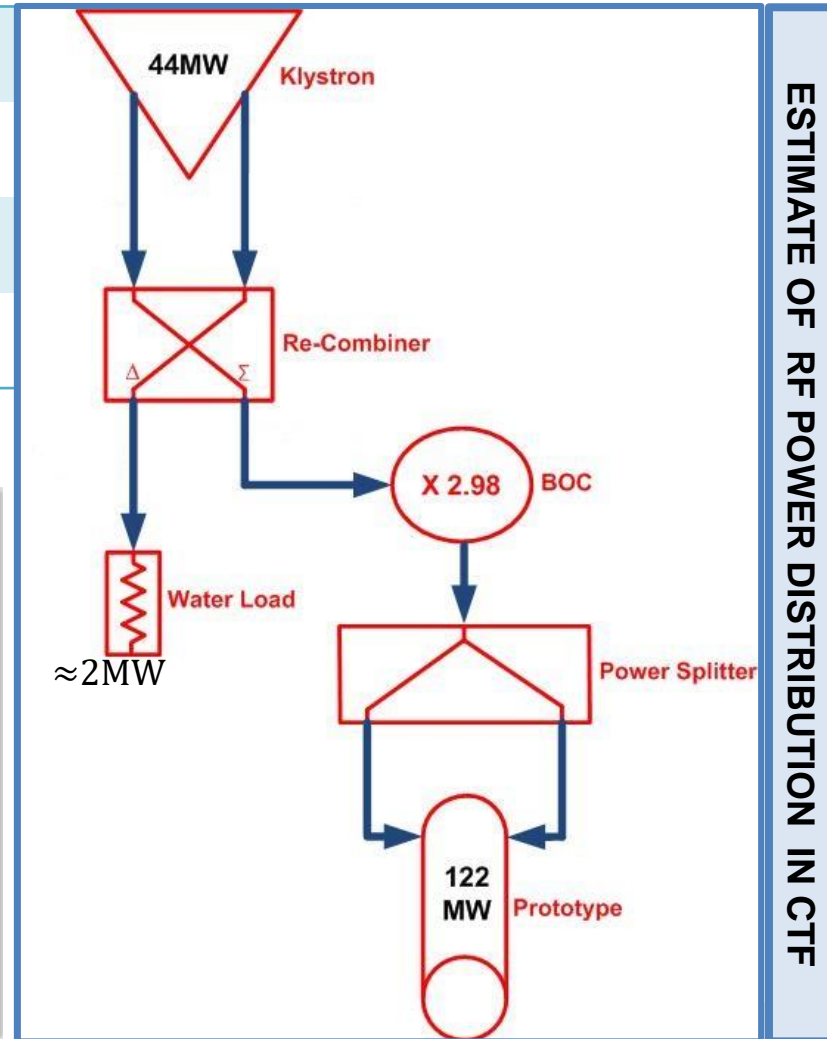 44MW
Klystron
Re-Combiner
Δ
Σ
X 2.98
BOC
Water Load
≈2MW
Power Splitter
122
MW
Prototype
ESTIMATE OF RF POWER DISTRIBUTION IN CTF